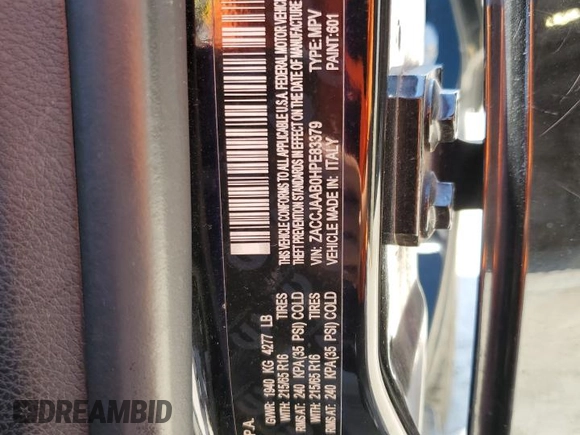 P.A.
GVWR: 1940 KG 4277 LB
WITH: 215/65 R16 TIRES
RIMS AT: 240 KPA(35 PSI) COLD
WITH: 215/65 R16 TIRES
RIMS AT: 240 KPA(35 PSI) COLD
THIS VEHICLE CONFORMS TO ALL APPLICABLE U.S.A. FEDERAL MOTOR VEHIC
THEFT PREVENTION STANDARDS IN EFFECT ON THE DATE OF MANUFACTURE
VIN: ZACCJAAB0HPE63379 TYPE: MPV
VEHICLE MADE IN: ITALY PAINT: 601
DREAMBID